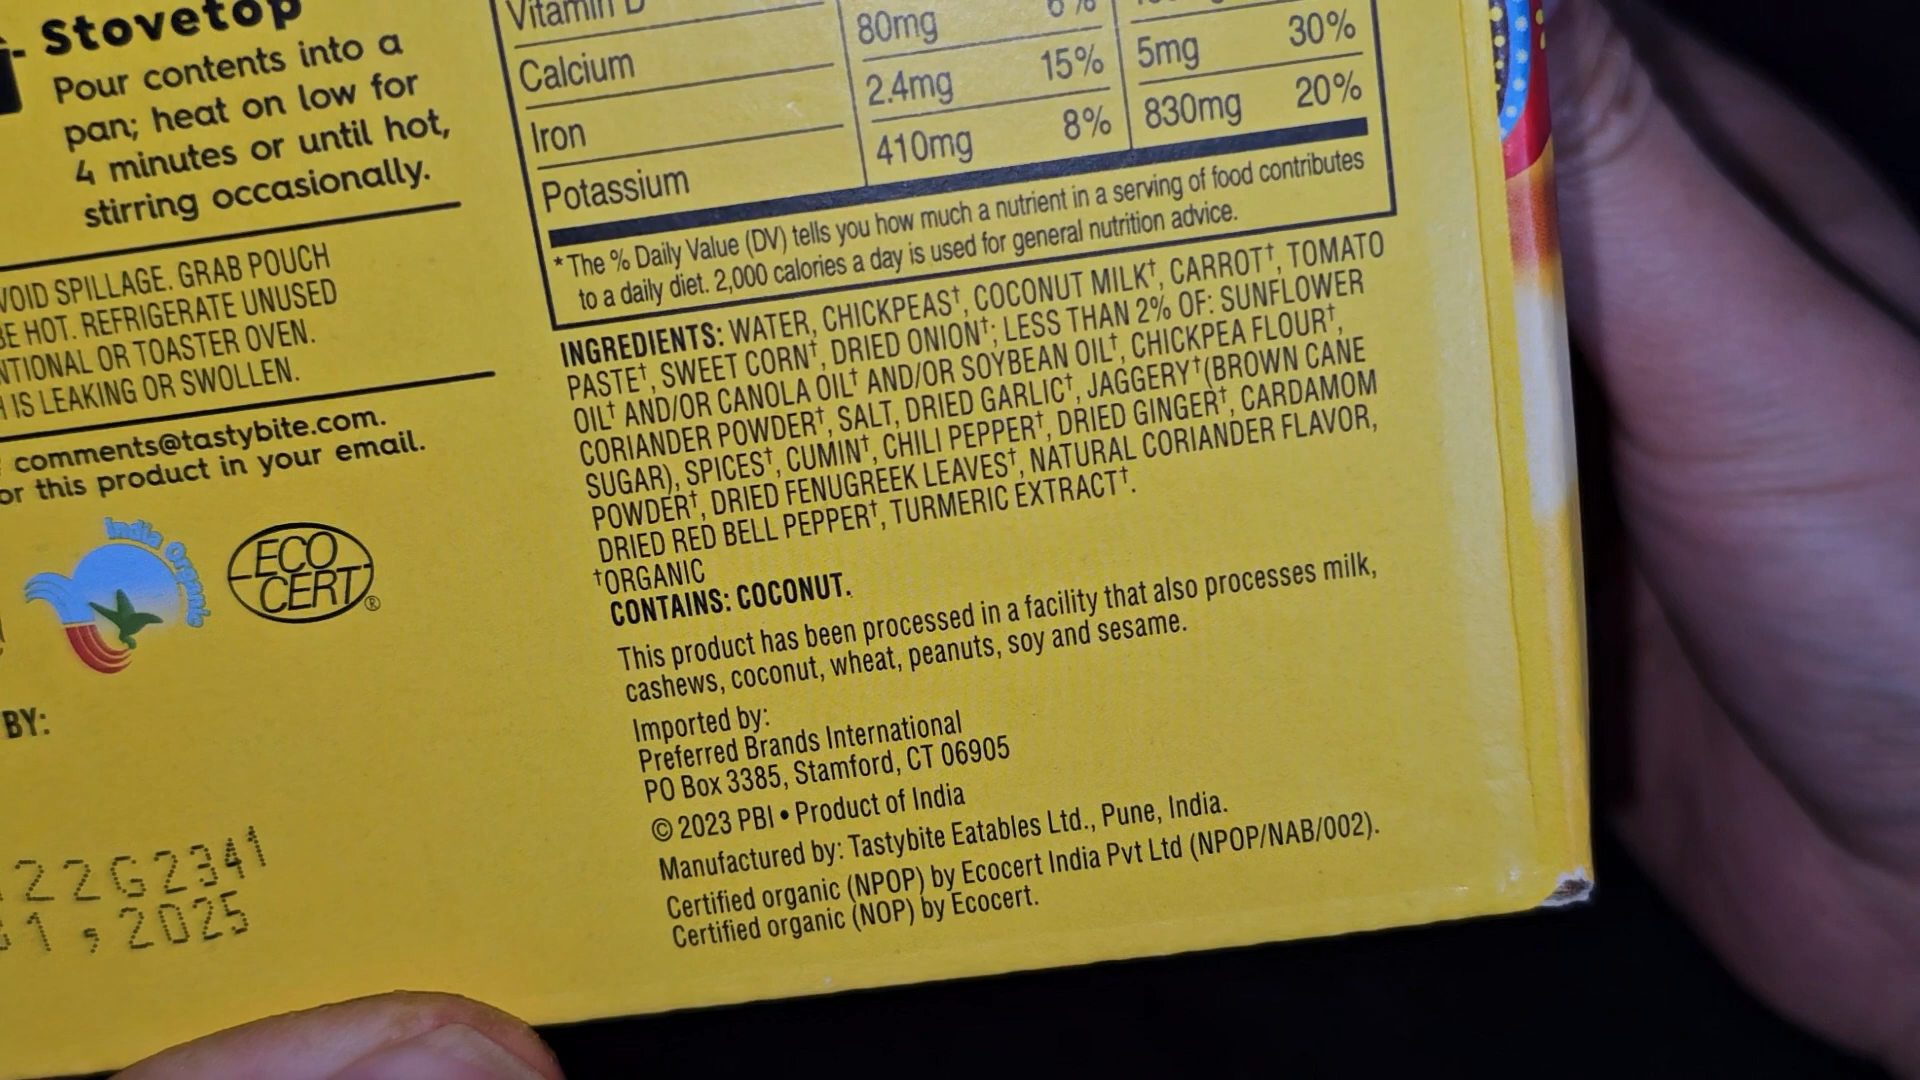 Stovetop
Pour contents into a
pan; heat on low for
4 minutes or until hot,
stirring occasionally.
SPILLAGE. GRAB POUCH
HOT. REFRIGERATE UNUSED
OR TOASTER OVEN.
IS LEAKING OR SWOLLEN.
comments@tastybite.com.
this product in your email.
India Organic
ECO
CERT®
BY:
22G2341
1, 2025
Vitamin D
Calcium 80mg 6%
Iron 2.4mg 15% 5mg 30%
Potassium 410mg 8% 830mg 20%
*The % Daily Value (DV) tells you how much a nutrient in a serving of food contributes
to a daily diet. 2,000 calories a day is used for general nutrition advice.
INGREDIENTS: WATER, CHICKPEAS†, COCONUT MILK†, CARROT†, TOMATO
PASTE†, SWEET CORN†, DRIED ONION†; LESS THAN 2% OF: SUNFLOWER
OIL† AND/OR CANOLA OIL† AND/OR SOYBEAN OIL†, CHICKPEA FLOUR†,
CORIANDER POWDER†, SALT, DRIED GARLIC†, JAGGERY†(BROWN CANE
SUGAR), SPICES†, CUMIN†, CHILI PEPPER†, DRIED GINGER†, CARDAMOM
POWDER†, DRIED FENUGREEK LEAVES†, NATURAL CORIANDER FLAVOR,
DRIED RED BELL PEPPER†, TURMERIC EXTRACT†.
†ORGANIC
CONTAINS: COCONUT.
This product has been processed in a facility that also processes milk,
cashews, coconut, wheat, peanuts, soy and sesame.
Imported by:
Preferred Brands International
PO Box 3385, Stamford, CT 06905
© 2023 PBI • Product of India
Manufactured by: Tastybite Eatables Ltd., Pune, India.
Certified organic (NPOP) by Ecocert India Pvt Ltd (NPOP/NAB/002).
Certified organic (NOP) by Ecocert.